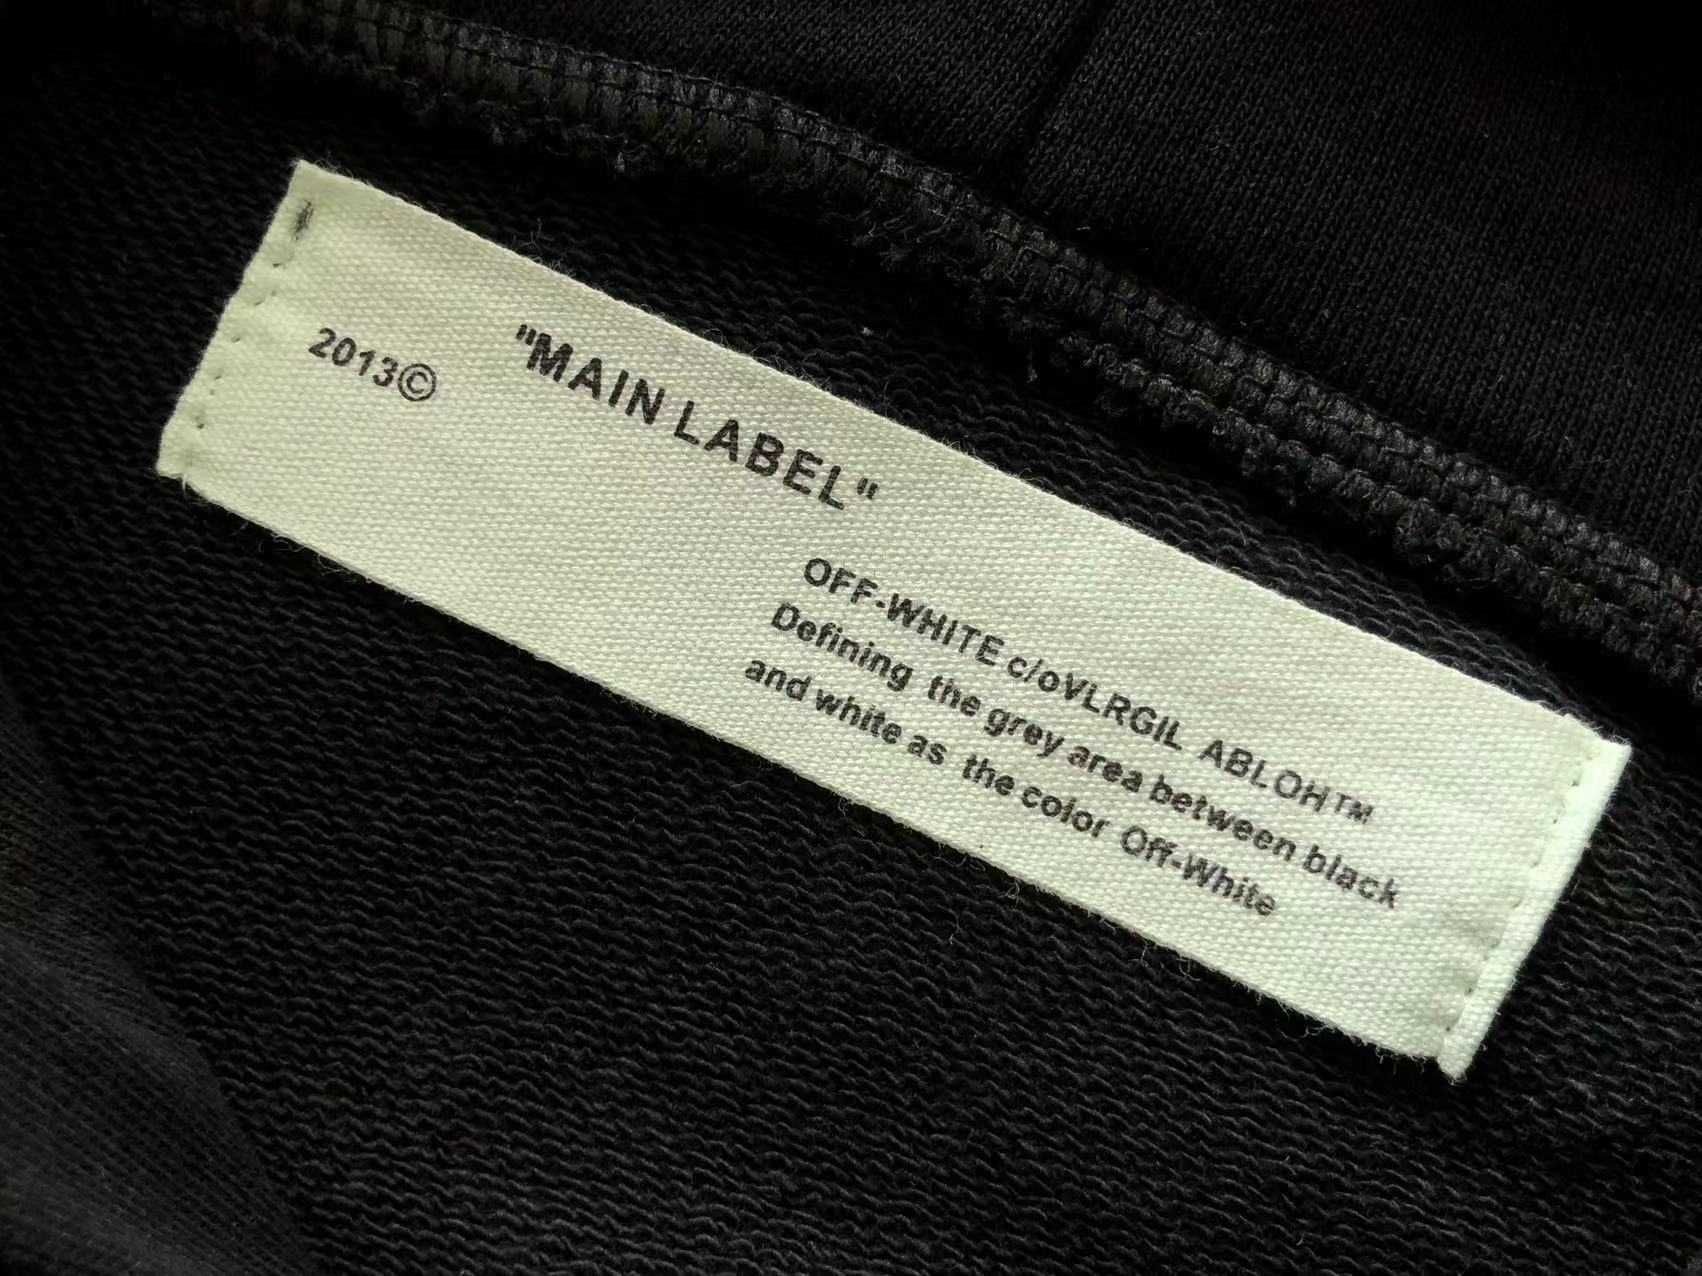 2013©
"MAIN LABEL"
OFF-WHITE c/oVLRGIL ABLOH™
Defining the grey area between black
and white as the color Off-White